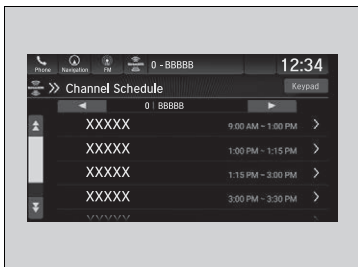 Phone Navigation FM 0 - BBBBB 12:34
Channel Schedule Keypad
0 | BBBBB
XXXXX 9:00 AM ~ 1:00 PM
XXXXX 1:00 PM ~ 1:15 PM
XXXXX 1:15 PM ~ 3:00 PM
XXXXX 3:00 PM ~ 3:30 PM
XXXXX